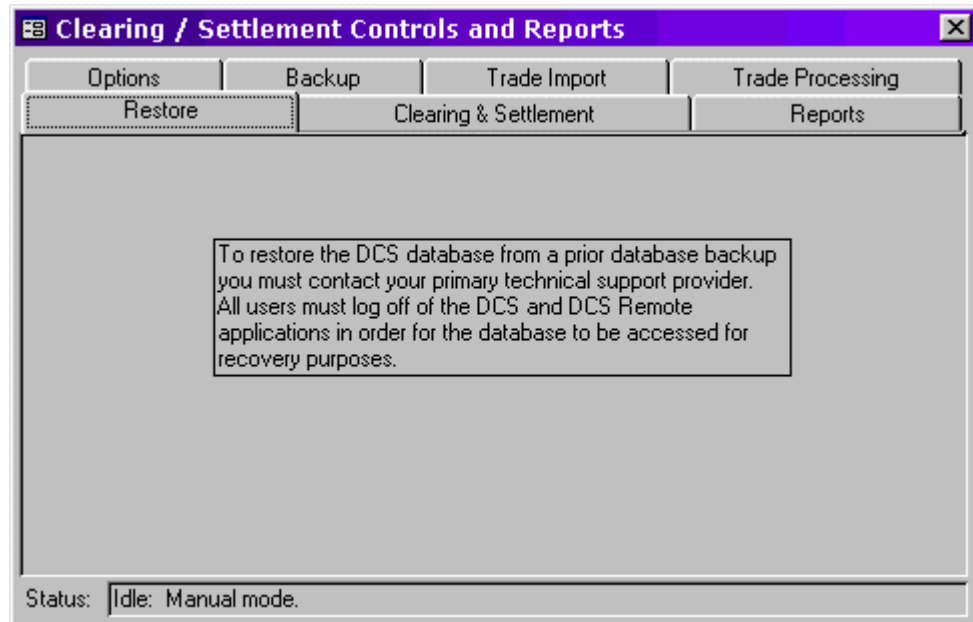 Clearing / Settlement Controls and Reports
Options Backup Trade Import Trade Processing
Restore Clearing & Settlement Reports
To restore the DCS database from a prior database backup
you must contact your primary technical support provider.
All users must log off of the DCS and DCS Remote
applications in order for the database to be accessed for
recovery purposes.
Status: Idle: Manual mode.